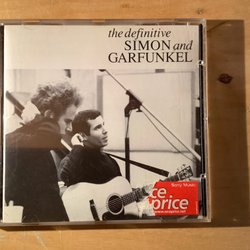 the definitive
SIMON and
GARFUNKEL
Sony Music
ce
price